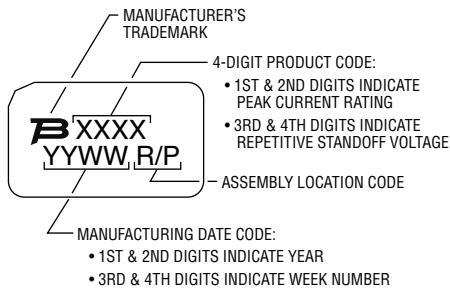 MANUFACTURER'S
TRADEMARK
4-DIGIT PRODUCT CODE:
• 1ST & 2ND DIGITS INDICATE
PEAK CURRENT RATING
• 3RD & 4TH DIGITS INDICATE
REPETITIVE STANDOFF VOLTAGE
B XXXX
YYWW R/P
ASSEMBLY LOCATION CODE
MANUFACTURING DATE CODE:
• 1ST & 2ND DIGITS INDICATE YEAR
• 3RD & 4TH DIGITS INDICATE WEEK NUMBER